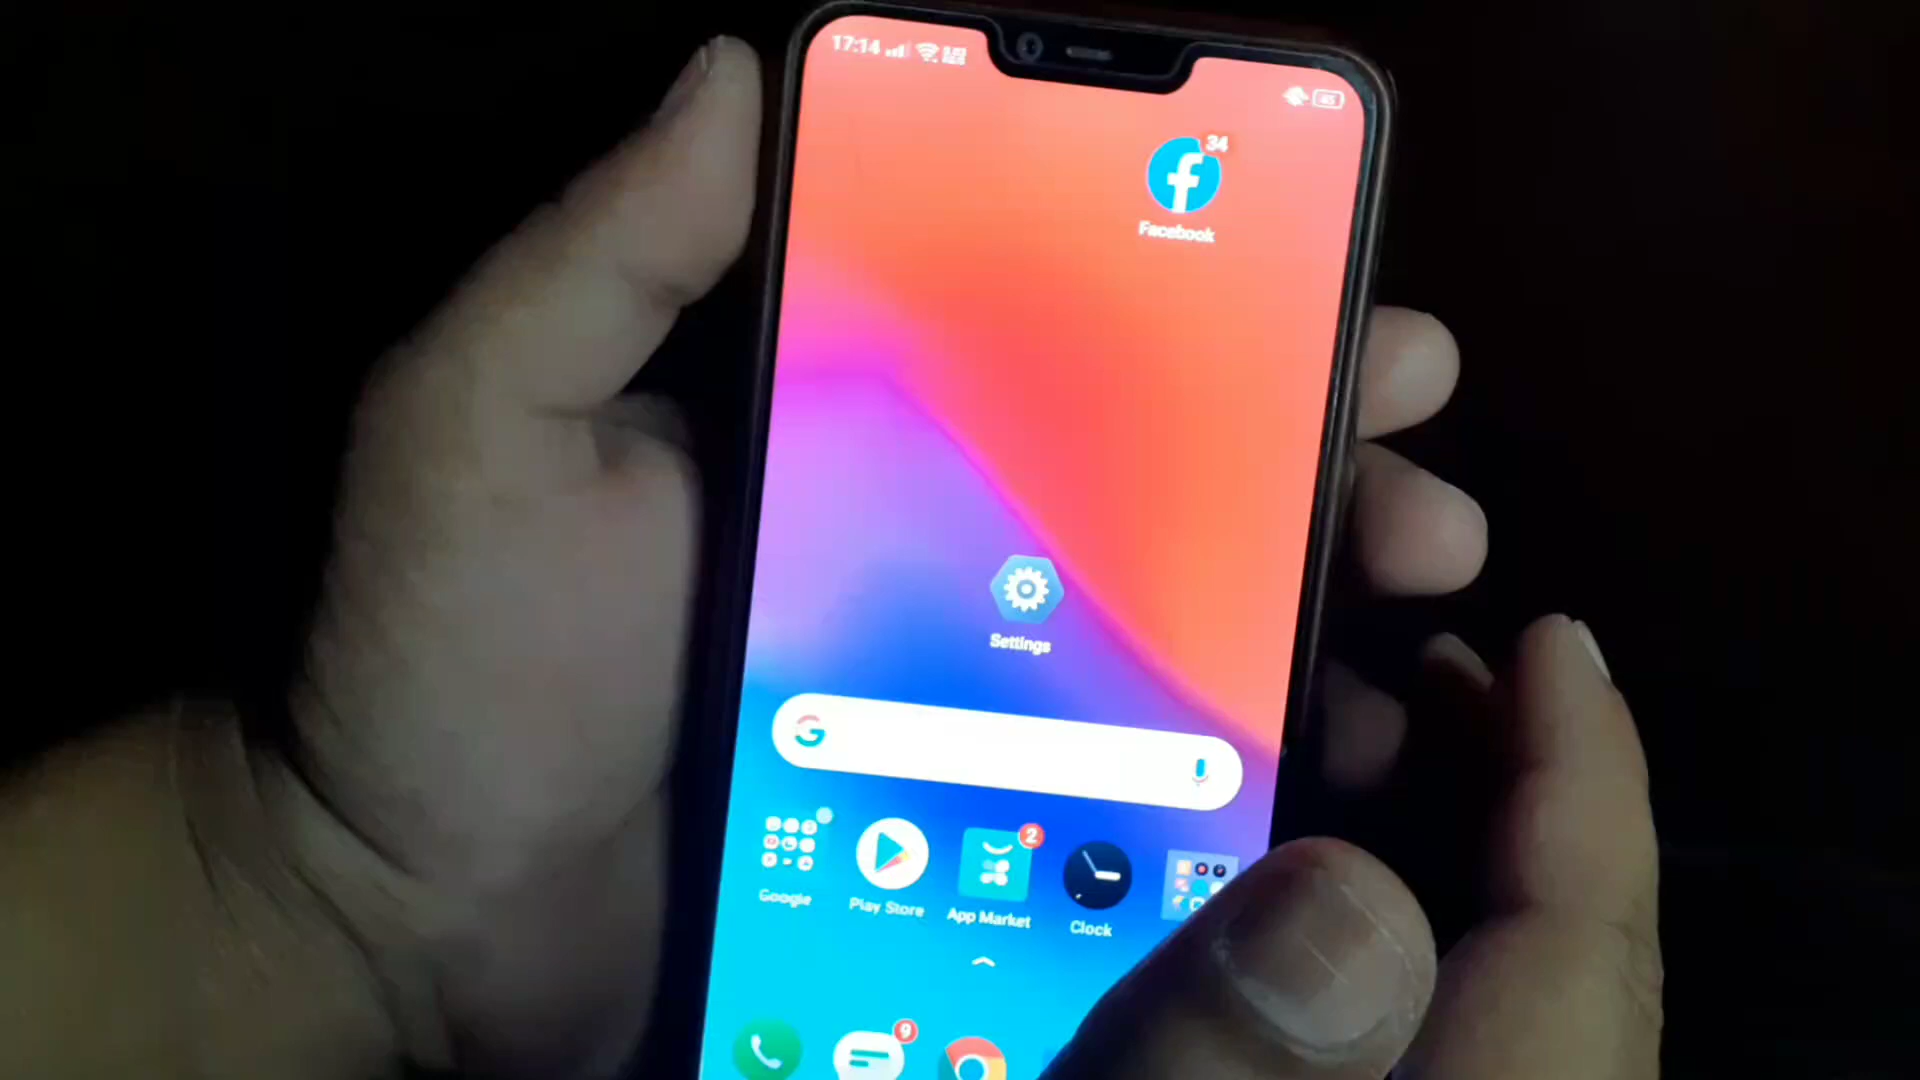 17:14
34
Facebook
Settings
2
Google
Play Store
App Market
Clock
9